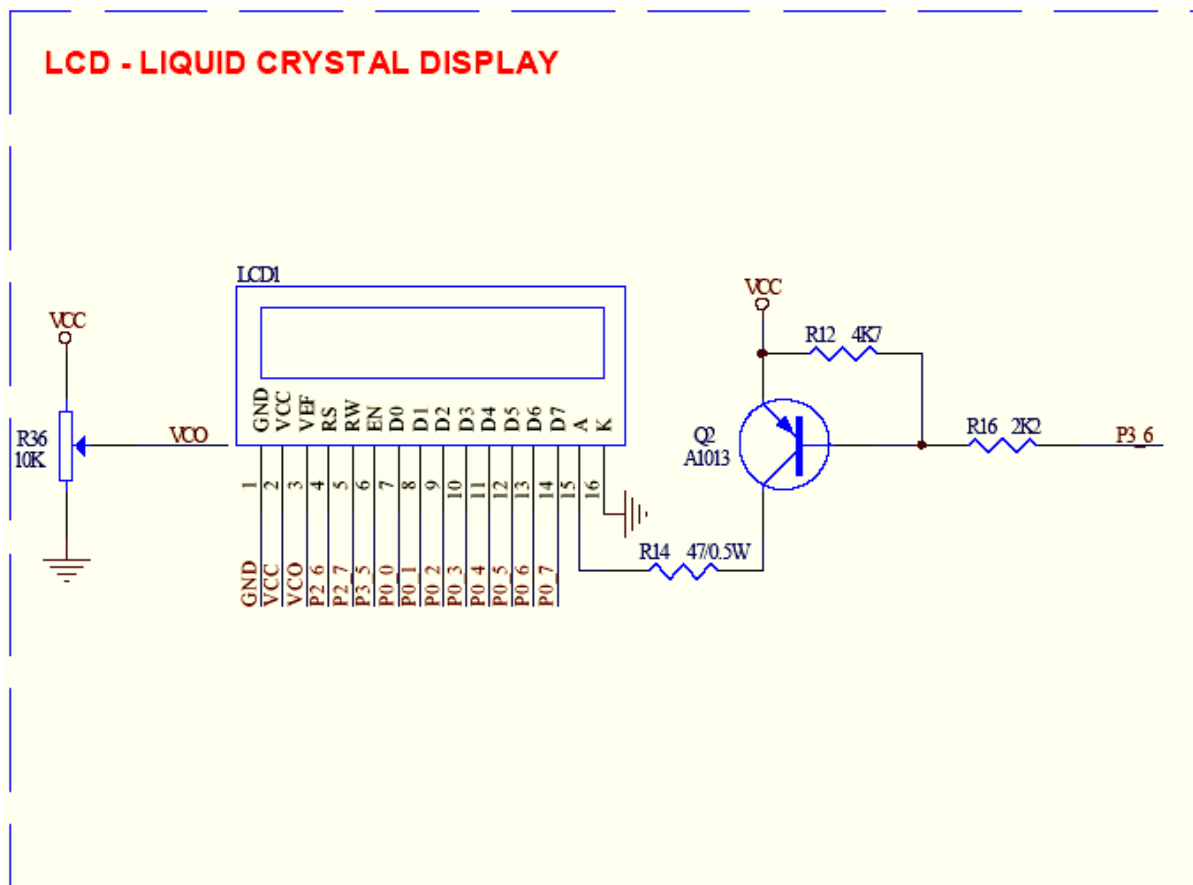 LCD - LIQUID CRYSTAL DISPLAY
LCD1
VCC
R36
10K
VCO
GND
VCC
VEF
RS
RW
EN
D0
D1
D2
D3
D4
D5
D6
D7
A
K
1
2
3
4
5
6
7
8
9
10
11
12
13
14
15
16
GND
VCC
VCO
P2_6
P2_7
P3_5
P0_0
P0_1
P0_2
P0_3
P0_4
P0_5
P0_6
P0_7
VCC
R12 4K7
Q2
A1013
R16 2K2
P3_6
R14 47/0.5W